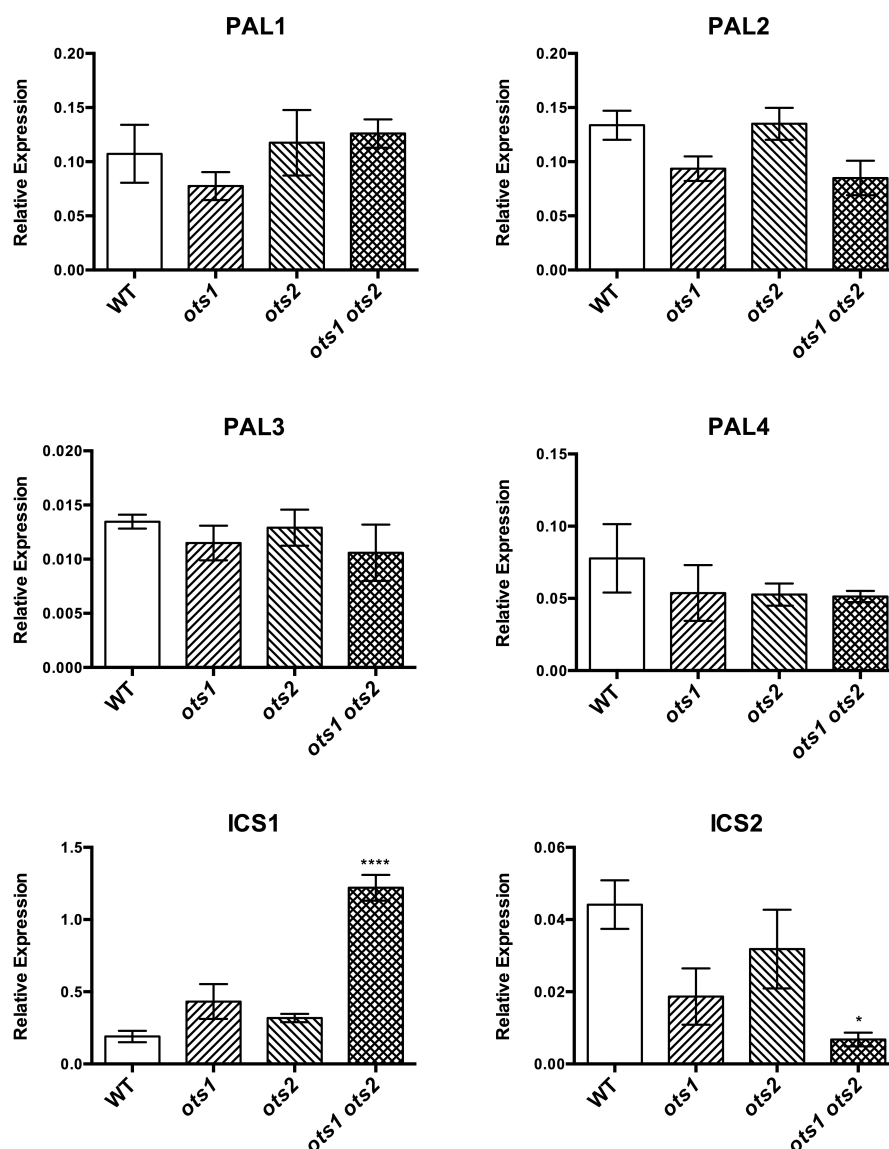 PAL1
Relative Expression
0.20
0.15
0.10
0.05
0.00
WT
ots1
ots2
ots1 ots2
PAL2
Relative Expression
0.20
0.15
0.10
0.05
0.00
WT
ots1
ots2
ots1 ots2
PAL3
Relative Expression
0.020
0.015
0.010
0.005
0.000
WT
ots1
ots2
ots1 ots2
PAL4
Relative Expression
0.15
0.10
0.05
0.00
WT
ots1
ots2
ots1 ots2
ICS1
Relative Expression
1.5
1.0
0.5
0.0
****
WT
ots1
ots2
ots1 ots2
ICS2
Relative Expression
0.06
0.04
0.02
0.00
*
WT
ots1
ots2
ots1 ots2